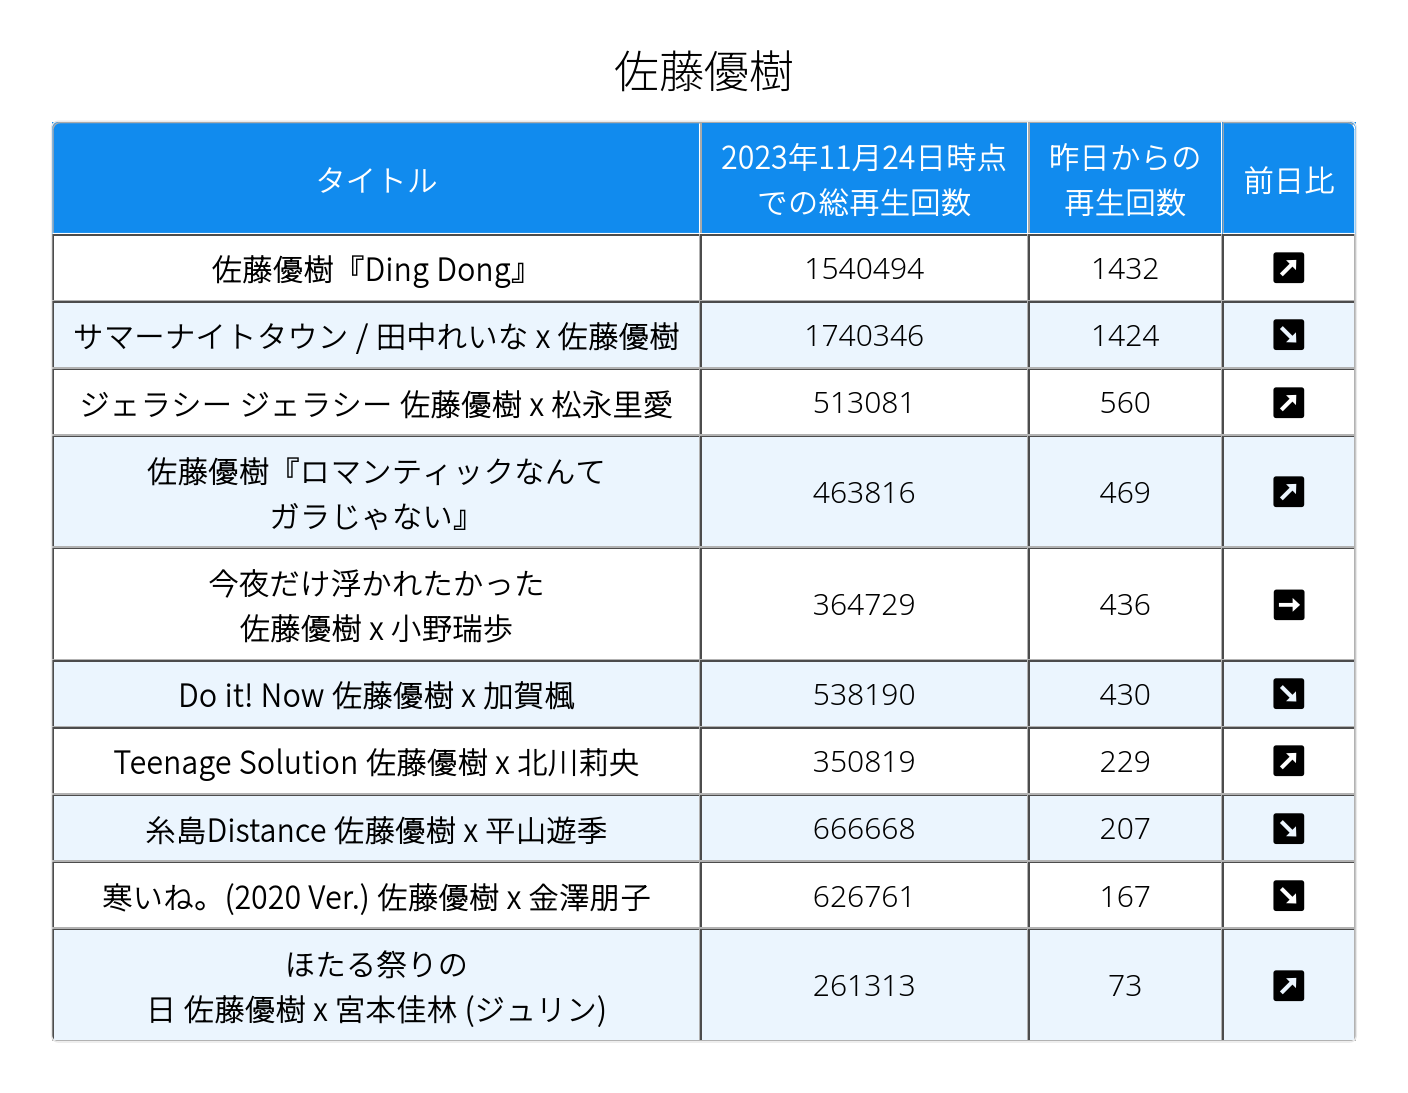 佐藤優樹
タイトル
2023年11月24日時点
での総再生回数
昨日からの
再生回数
前日比
佐藤優樹『Ding Dong』
1540494
1432
サマーナイトタウン / 田中れいな x 佐藤優樹
1740346
1424
ジェラシー ジェラシー 佐藤優樹 x 松永里愛
513081
560
佐藤優樹『ロマンティックなんて
ガラじゃない』
463816
469
今夜だけ浮かれたかった
佐藤優樹 x 小野瑞歩
364729
436
Do it! Now 佐藤優樹 x 加賀楓
538190
430
Teenage Solution 佐藤優樹 x 北川莉央
350819
229
糸島Distance 佐藤優樹 x 平山遊季
666668
207
寒いね。(2020 Ver.) 佐藤優樹 x 金澤朋子
626761
167
ほたる祭りの
日 佐藤優樹 x 宮本佳林 (ジュリン)
261313
73